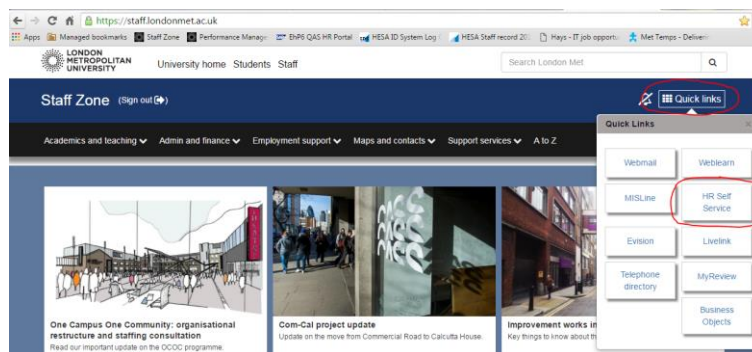 https://staff.londonmet.ac.uk
Apps Managed bookmarks Staff Zone Performance Manage EhP6 QAS HR Portal HESA ID System Log HESA Staff record 20 Hays - IT job opportu Met Temps - Deliveri
LONDON
METROPOLITAN
UNIVERSITY
University home Students Staff
Search London Met
Staff Zone (Sign out)
Quick links
Academics and teaching Admin and finance Employment support Maps and contacts Support services A to Z
Quick Links
Webmail Weblearn
MISLine HR Self
Service
Evision Livelink
Telephone
directory MyReview
Business
Objects
One Campus One Community: organisational
restructure and staffing
consultation
Read our important update on the OCOC programme.
Com-Cal project
update
Update on the move from Commercial Road to Calcutta House.
Improvement works in
Key things to know about th